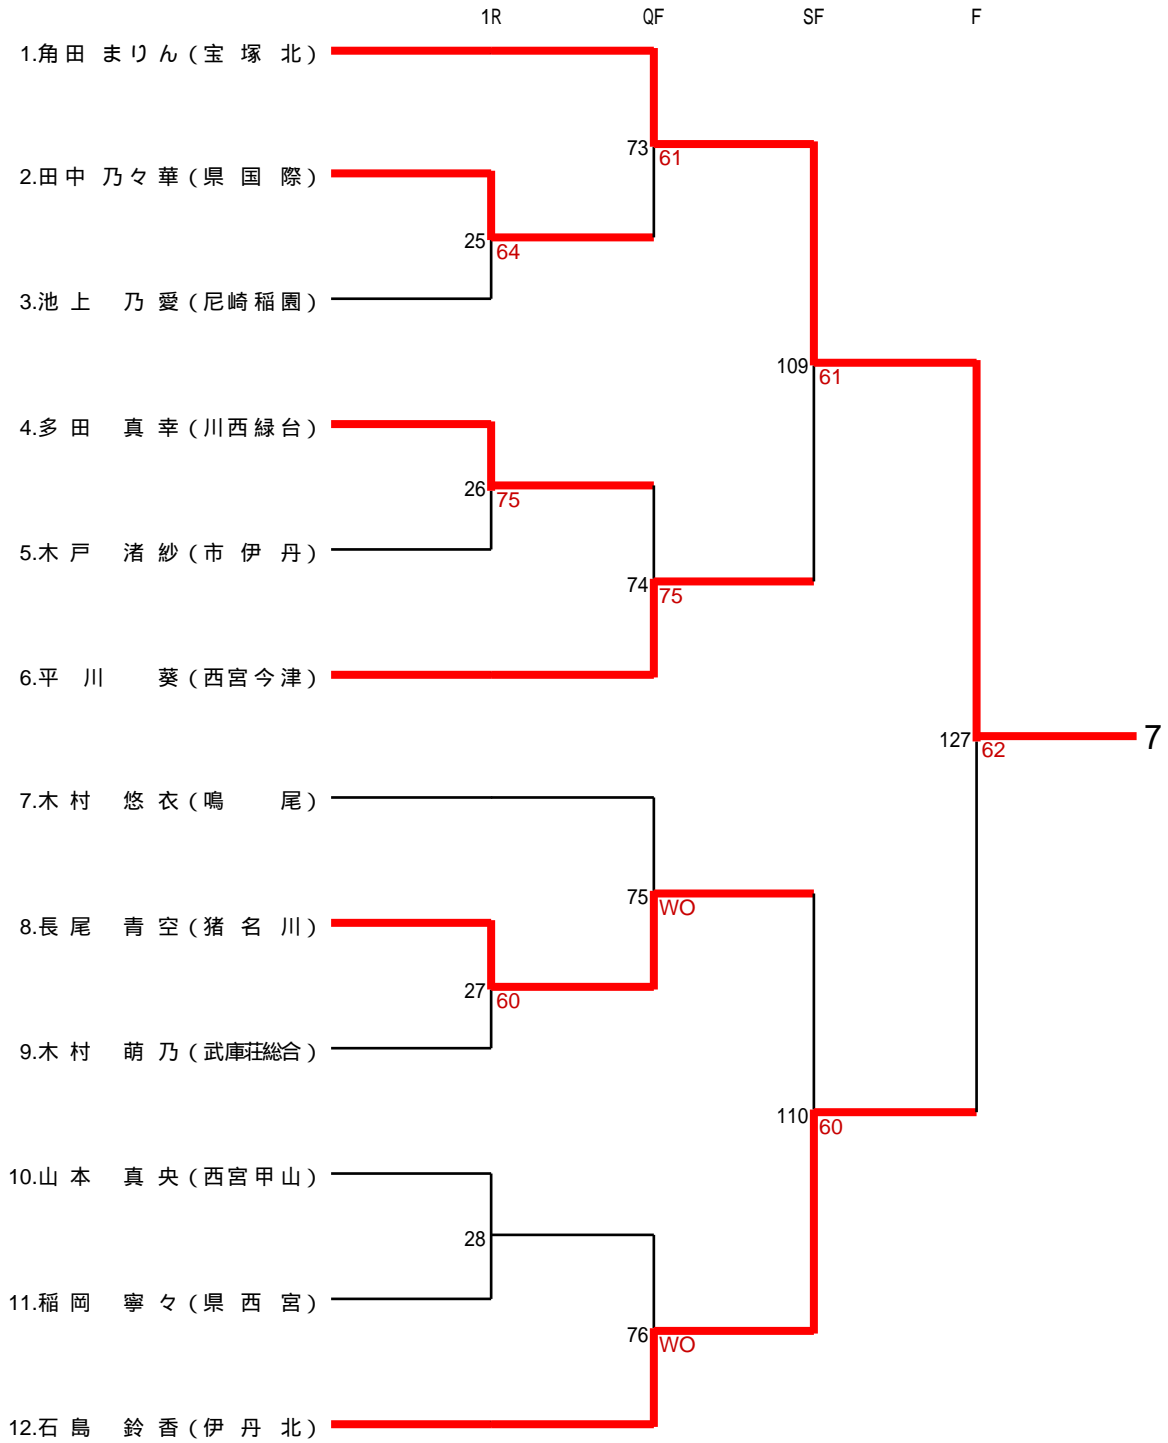 1R QF SF F
1.角田 まりん(宝塚北)
73 61
2.田中 乃々華(県国際)
25 64
3.池上 乃愛(尼崎稲園)
109 61
4.多田 真幸(川西緑台)
26 75
5.木戸 渚紗(市伊丹)
74 75
6.平川 葵(西宮今津)
127 62 7
7.木村 悠衣(鳴尾)
75 WO
8.長尾 青空(猪名川)
27 60
9.木村 萌乃(武庫荘総合)
110 60
10.山本 真央(西宮甲山)
28
11.稲岡 寧々(県西宮)
76 WO
12.石島 鈴香(伊丹北)